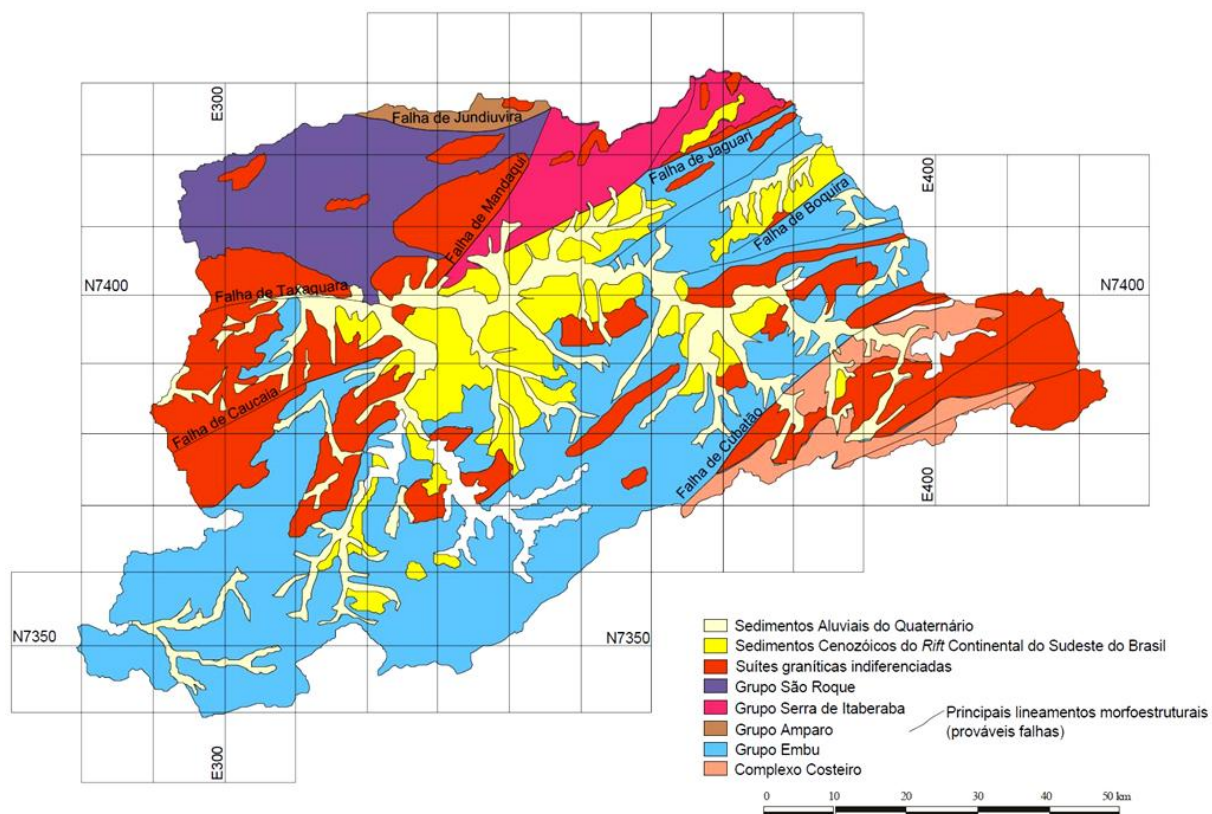 E300
Falha de Jundiuvira
Falha de Mandaqui
Falha de Jaguari
E400
Falha de Boquira
N7400
Falha de Taxaquara
N7400
Falha de Caucaia
Falha de Cubatão
E400
N7350
N7350
E300
Sedimentos Aluviais do Quaternário
Sedimentos Cenozóicos do Rift Continental do Sudeste do Brasil
Suítes graníticas indiferenciadas
Grupo São Roque
Grupo Serra de Itaberaba
Grupo Amparo
Grupo Embu
Complexo Costeiro
Principais lineamentos morfoestruturais
(prováveis falhas)
0 10 20 30 40 50 km